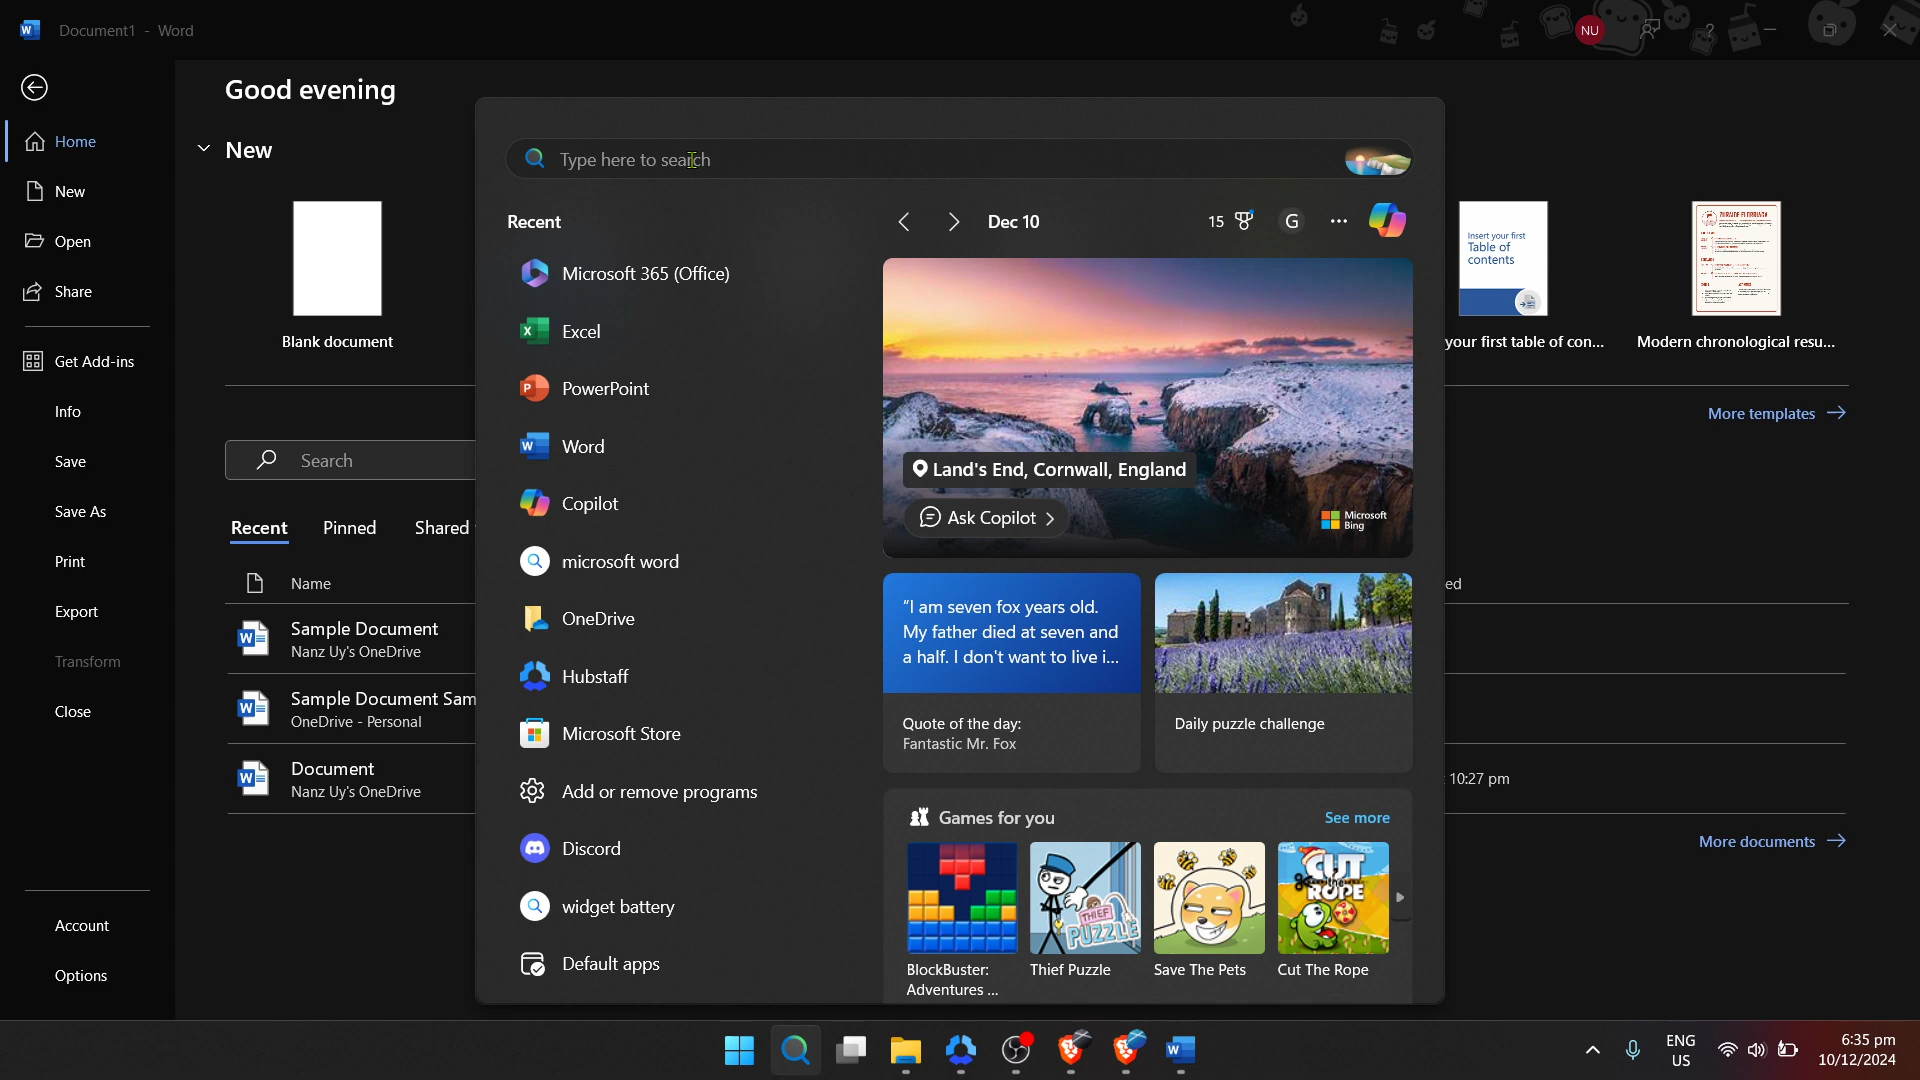 Document1 - Word
NU
?
Good evening
Home
New
Open
Share
Get Add-ins
Info
Save
Save As
Print
Export
Transform
Close
Account
Options
New
Blank document
Search
Recent Pinned Shared
Name
Sample Document
Nanz Uy's OneDrive
Sample Document Sam
OneDrive - Personal
Document
Nanz Uy's OneDrive
Type here to search
Recent
Microsoft 365 (Office)
Excel
PowerPoint
Word
Copilot
microsoft word
OneDrive
Hubstaff
Microsoft Store
Add or remove programs
Discord
widget battery
Default apps
Dec 10
15
G
Land's End, Cornwall, England
Ask Copilot
Microsoft
Bing
"I am seven fox years old.
My father died at seven and
a half. I don't want to live i...
Quote of the day:
Fantastic Mr. Fox
Daily puzzle challenge
Games for you
See more
THIEF
PUZZLE
CUT THE
ROPE
BlockBuster:
Adventures ...
Thief Puzzle
Save The Pets
Cut The Rope
Insert your first
Table of
contents
your first table of con...
Modern chronological resu...
More templates
ed
10:27 pm
More documents
ENG
US
6:35 pm
10/12/2024